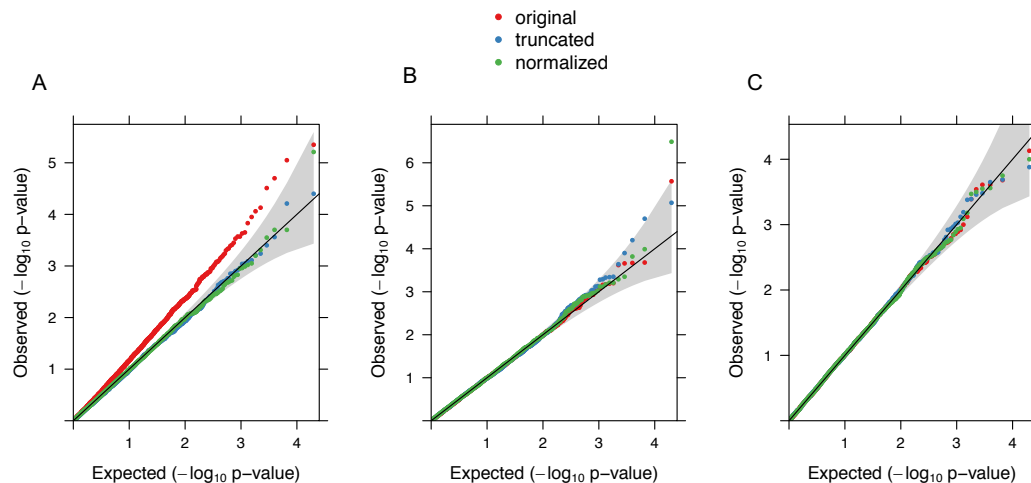 original
truncated
normalized
A
B
C
Observed (−log10 p−value)
5
4
3
2
1
1 2 3 4
Expected (−log10 p−value)
Observed (−log10 p−value)
6
5
4
3
2
1
1 2 3 4
Expected (−log10 p−value)
Observed (−log10 p−value)
4
3
2
1
1 2 3 4
Expected (−log10 p−value)